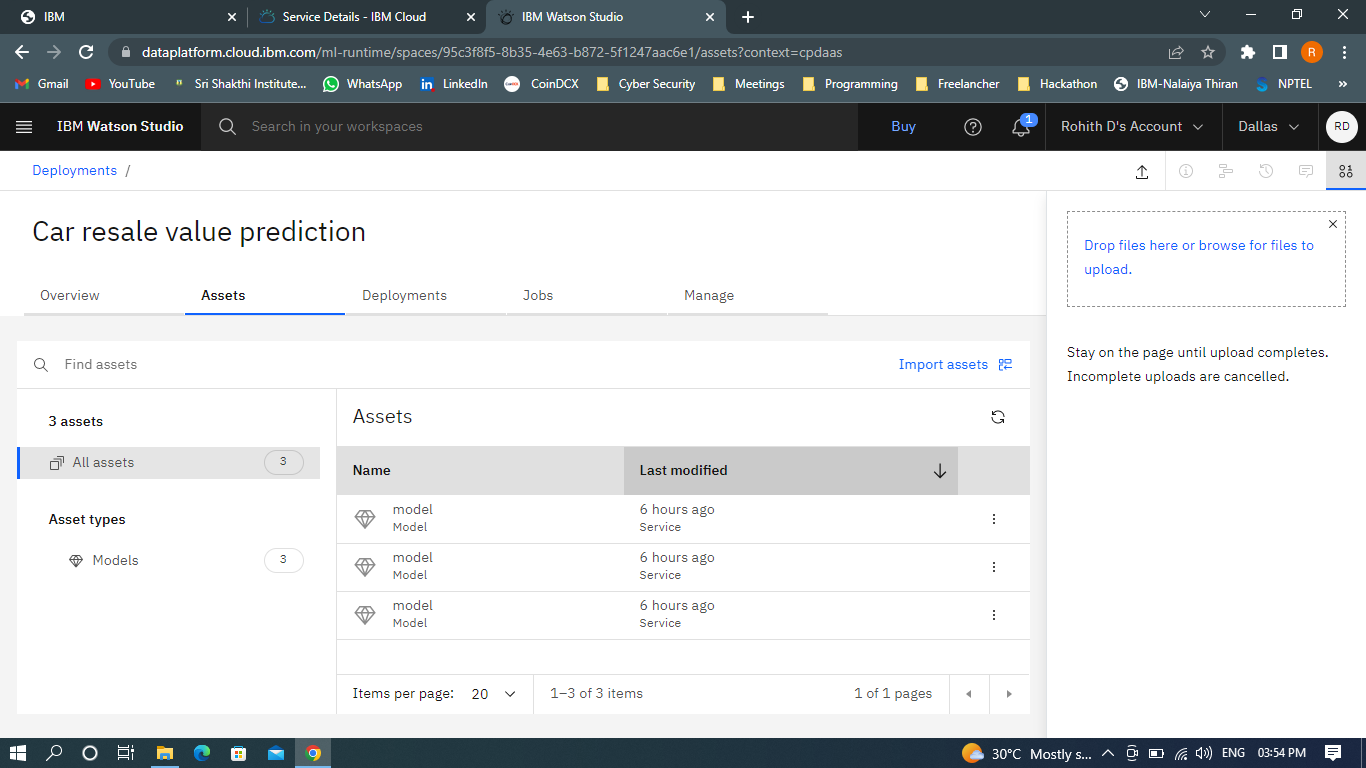 IBM
Service Details - IBM Cloud
IBM Watson Studio
dataplatform.cloud.ibm.com/ml-runtime/spaces/95c3f8f5-8b35-4e63-b872-5f1247aac6e1/assets?context=cpdaas
R
Gmail
YouTube
Sri Shakthi Institute...
WhatsApp
LinkedIn
CoinDCX
Cyber Security
Meetings
Programming
Freelancher
Hackathon
IBM-Nalaiya Thiran
NPTEL
»
IBM Watson Studio
Search in your workspaces
Buy
1
Rohith D's Account
Dallas
RD
Deployments /
Car resale value prediction
Overview
Assets
Deployments
Jobs
Manage
Find assets
Import assets
3 assets
All assets
3
Asset types
Models
3
Assets
Name
Last modified
model
Model
6 hours ago
Service
model
Model
6 hours ago
Service
model
Model
6 hours ago
Service
Items per page: 20
1–3 of 3 items
1 of 1 pages
Drop files here or browse for files to
upload.
Stay on the page until upload completes.
Incomplete uploads are cancelled.
30°C Mostly s...
ENG
03:54 PM